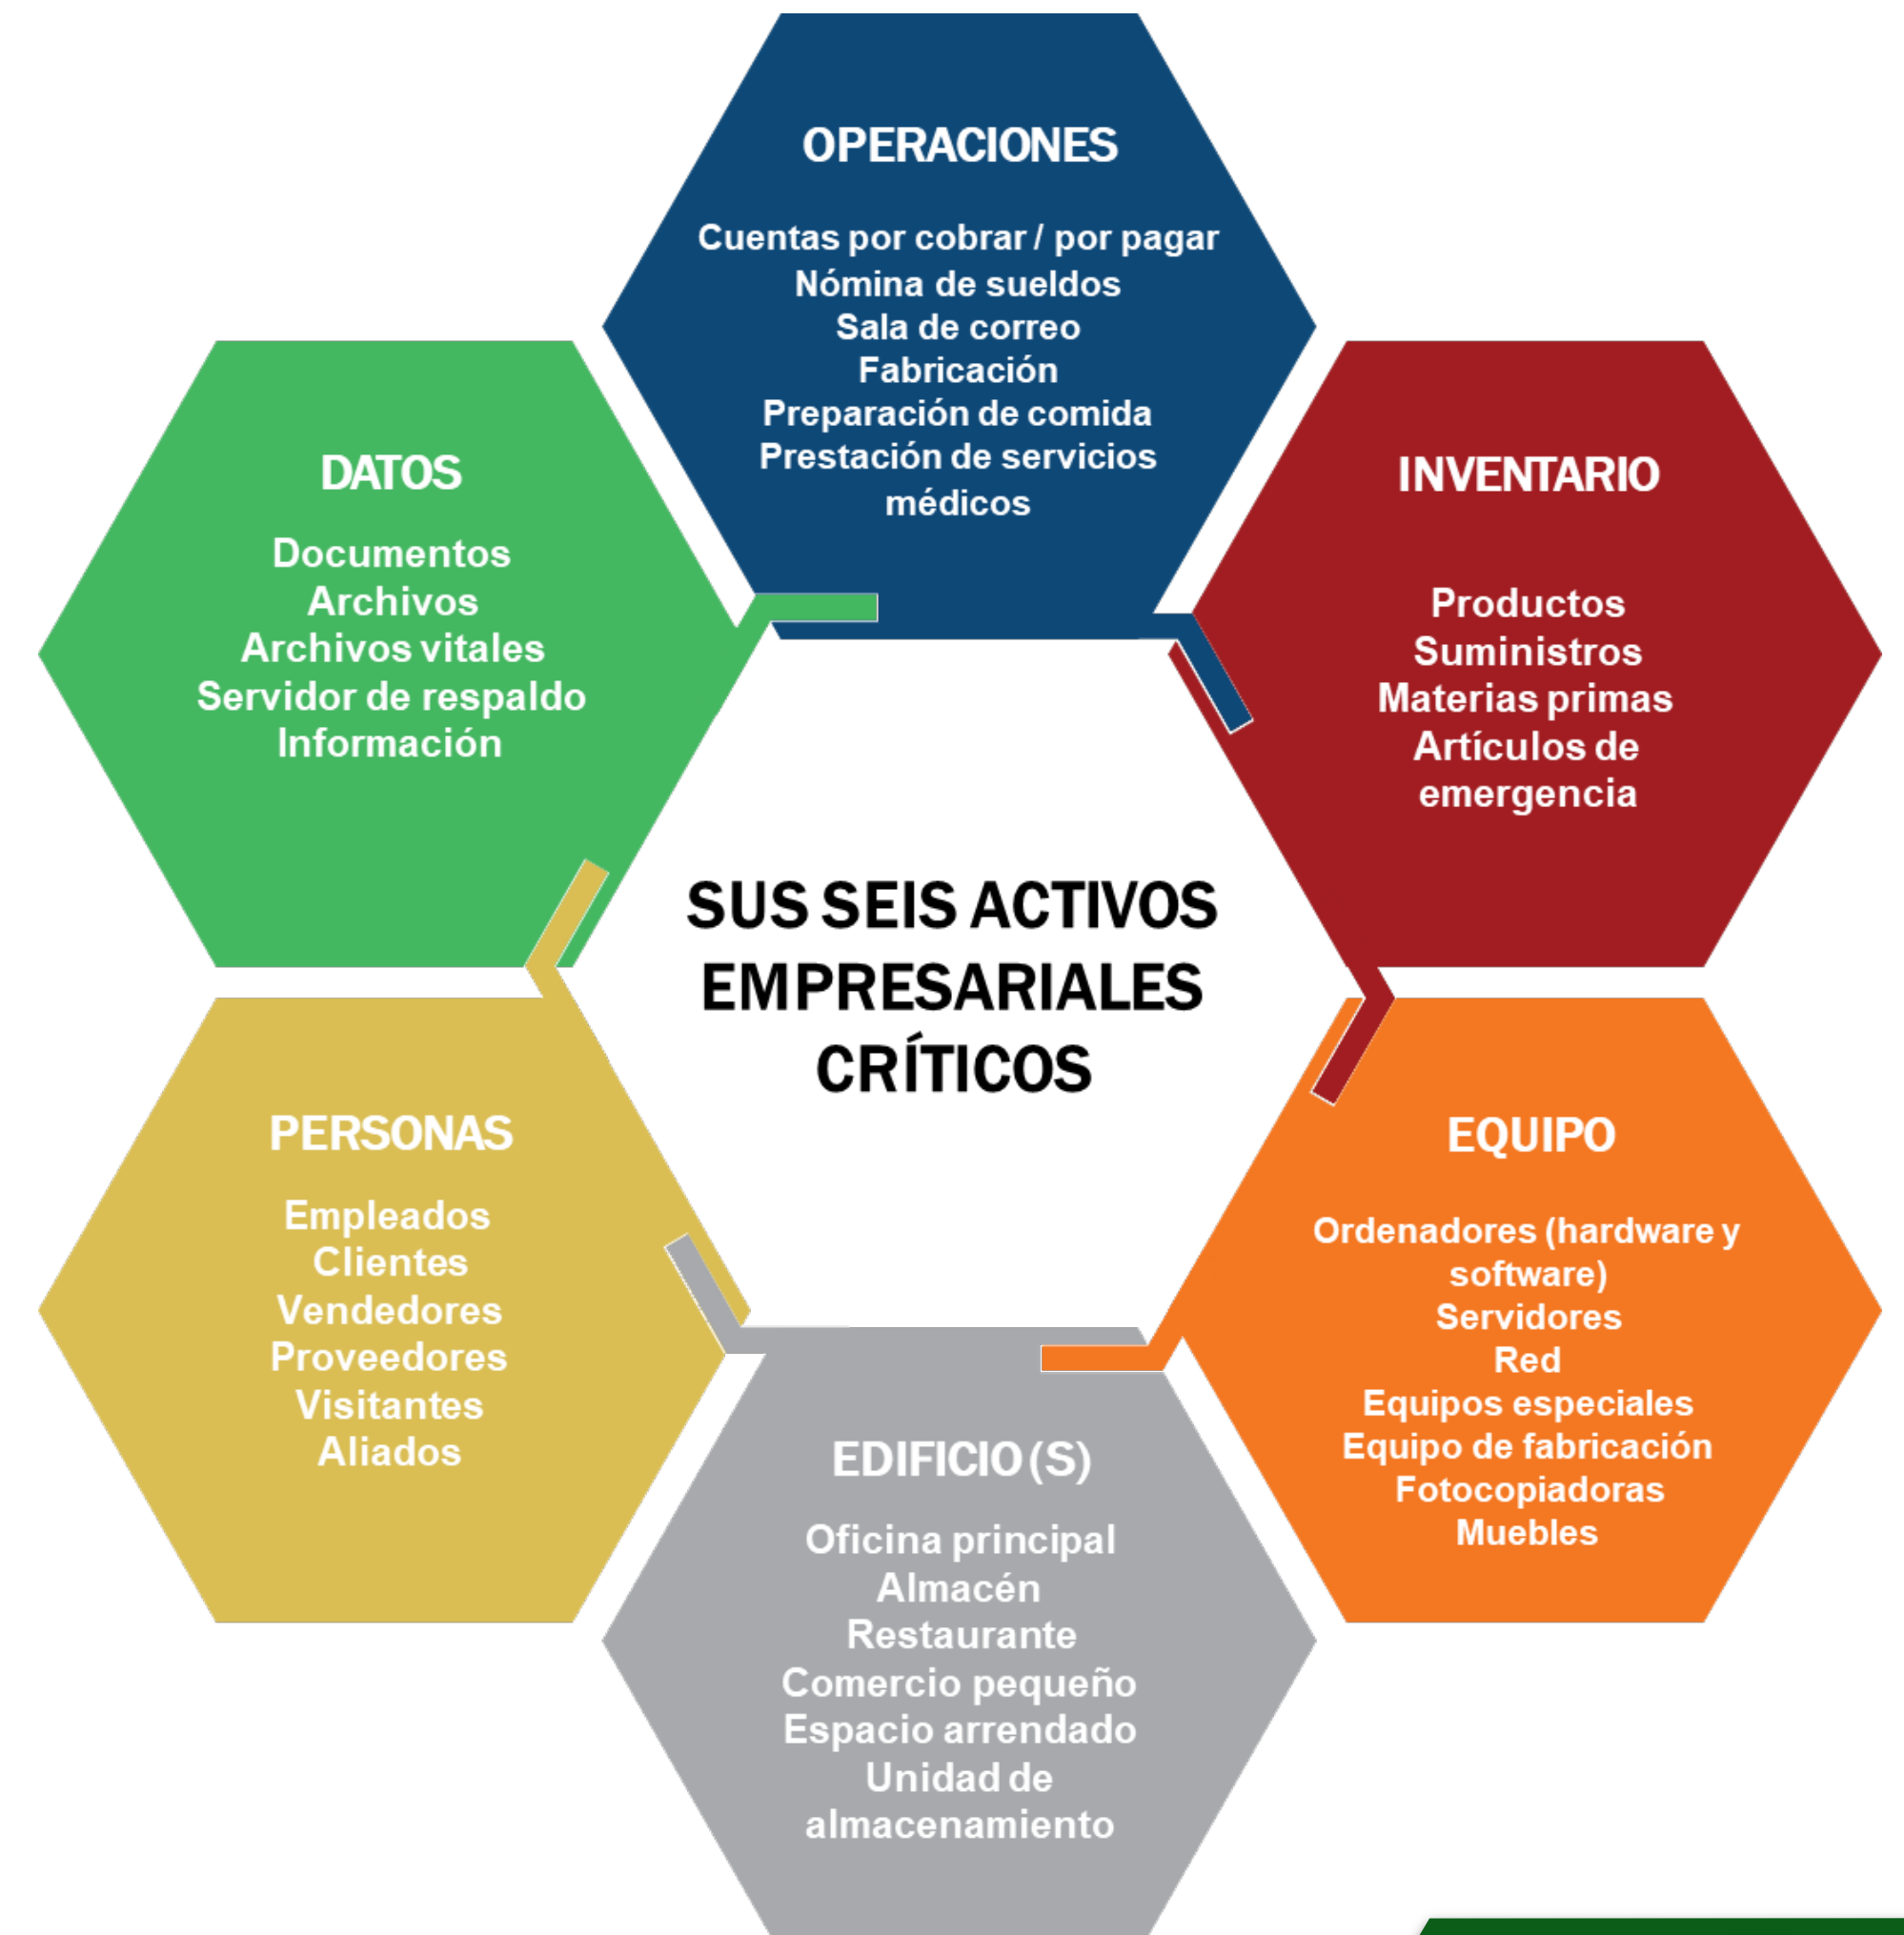 OPERACIONES
Cuentas por cobrar / por pagar
Nómina de sueldos
Sala de correo
Fabricación
Preparación de comida
Prestación de servicios
médicos
DATOS
Documentos
Archivos
Archivos vitales
Servidor de respaldo
Información
INVENTARIO
Productos
Suministros
Materias primas
Artículos de
emergencia
SUS SEIS ACTIVOS
EMPRESARIALES
CRÍTICOS
PERSONAS
Empleados
Clientes
Vendedores
Proveedores
Visitantes
Aliados
EQUIPO
Ordenadores (hardware y
software)
Servidores
Red
Equipos especiales
Equipo de fabricación
Fotocopiadoras
Muebles
EDIFICIO (S)
Oficina principal
Almacén
Restaurante
Comercio pequeño
Espacio arrendado
Unidad de
almacenamiento